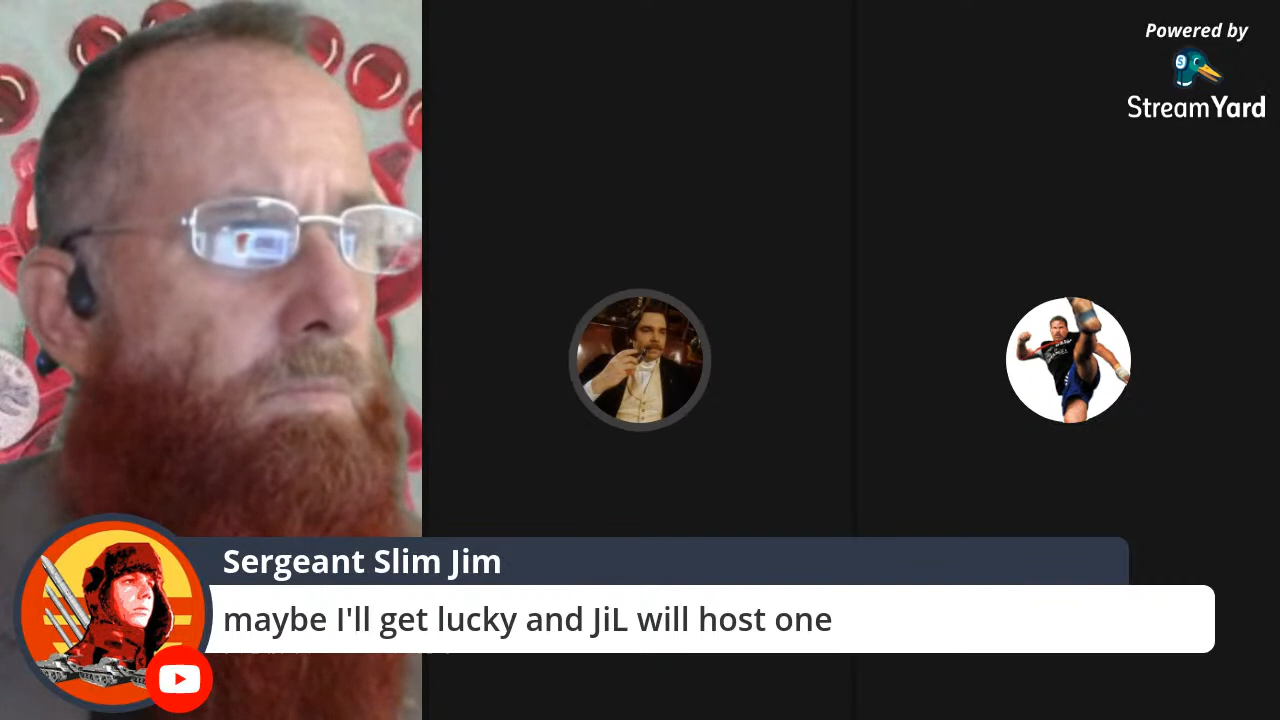 Powered by
StreamYard
Sergeant Slim Jim
maybe I'll get lucky and JiL will host one